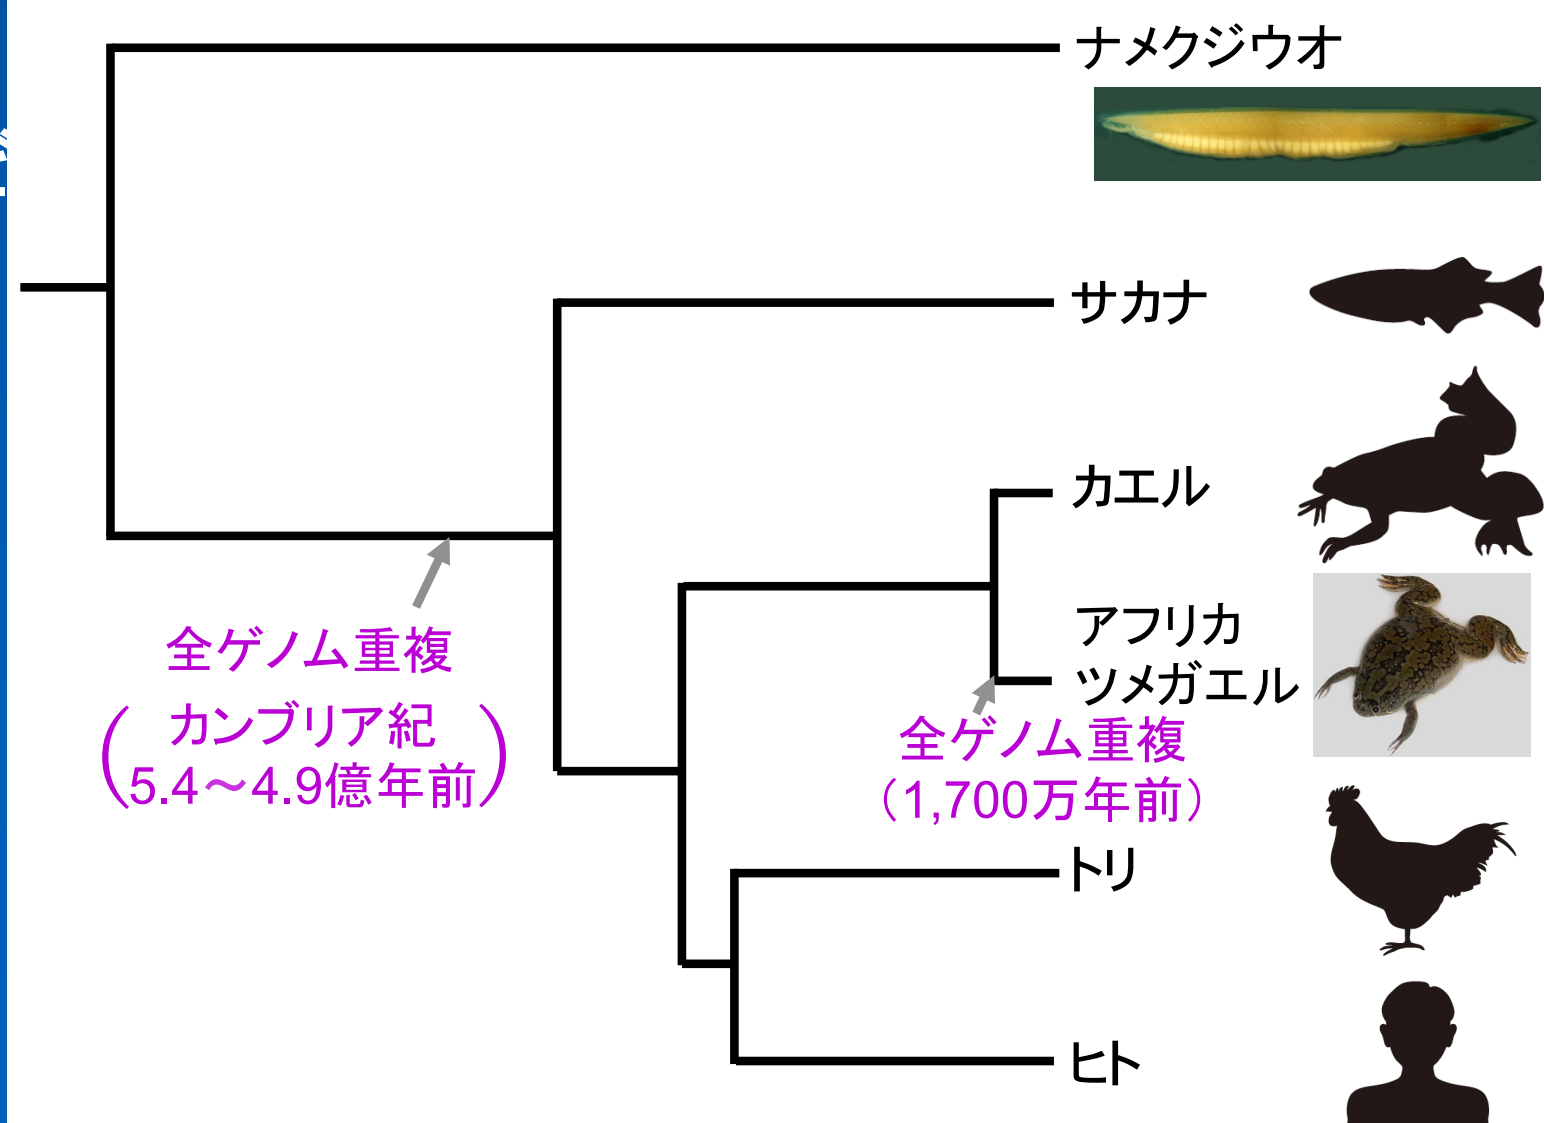 ナメクジウオ
サカナ
カエル
アフリカ
ツメガエル
全ゲノム重複
カンブリア紀
(5.4～4.9億年前)
全ゲノム重複
（1,700万年前）
トリ
ヒト